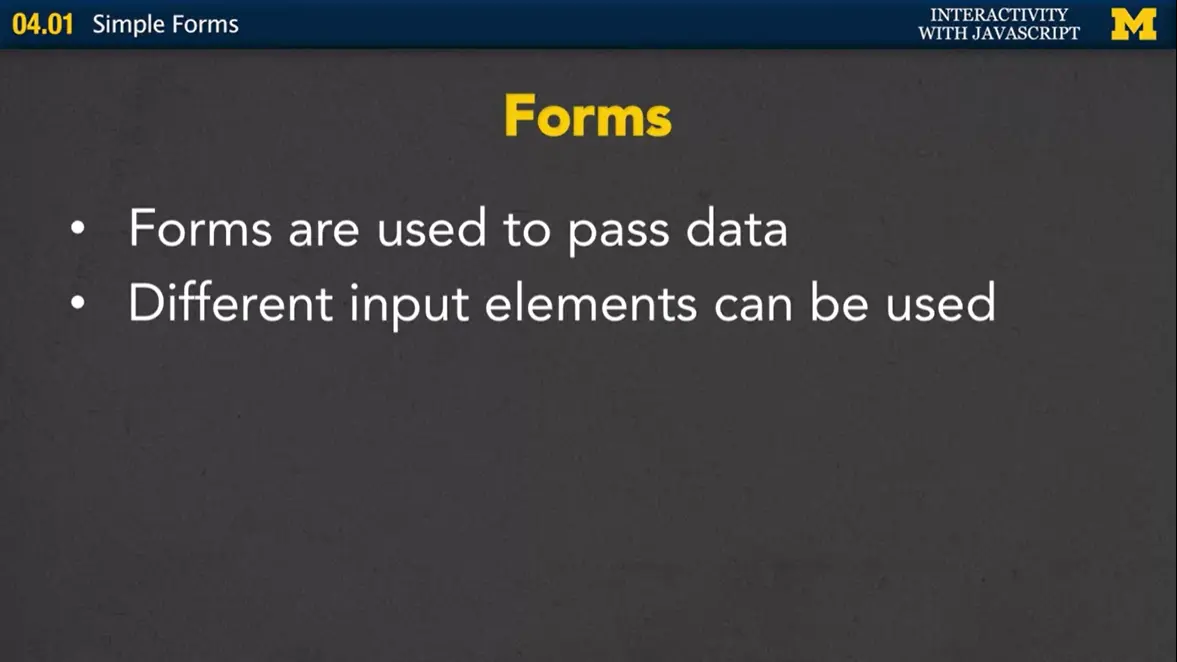 04.01 Simple Forms
INTERACTIVITY
WITH JAVASCRIPT
M
Forms
• Forms are used to pass data
• Different input elements can be used